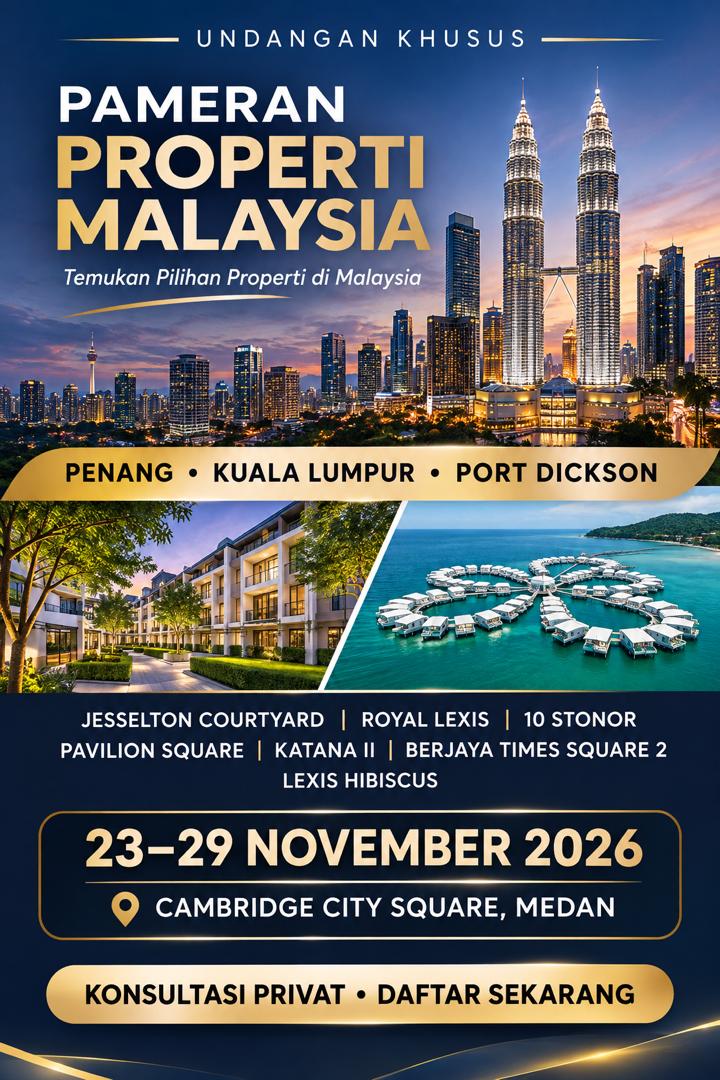 UNDANGAN KHUSUS
PAMERAN
PROPERTI
MALAYSIA
Temukan Pilihan Properti di Malaysia
PENANG • KUALA LUMPUR • PORT DICKSON
JESSELTON COURTYARD | ROYAL LEXIS | 10 STONOR
PAVILION SQUARE | KATANA II | BERJAYA TIMES SQUARE 2
LEXIS HIBISCUS
23–29 NOVEMBER 2026
CAMBRIDGE CITY SQUARE, MEDAN
KONSULTASI PRIVAT • DAFTAR SEKARANG